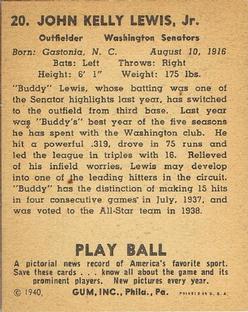 20. JOHN KELLY LEWIS, Jr.
Outfielder Washington Senators
Born: Gastonia, N. C. August 10, 1916
Bats: Left Throws: Right
Height: 6' 1" Weight: 175 lbs.
"Buddy" Lewis, whose batting was one of
the Senator highlights last year, has switched
to the outfield from third base. Last year
was "Buddy's" best year of the five seasons
he has spent with the Washington club. He
hit a powerful .319, drove in 75 runs and
led the league in triples with 16. Relieved
of his infield worries, Lewis may develop
into one of the leading hitters in the circuit.
"Buddy" has the distinction of making 15 hits
in four consecutive games in July, 1937, and
was voted to the All-Star team in 1938.
PLAY BALL
A pictorial news record of America's favorite sport.
Save these cards . . . know all about the game and its
prominent players. New pictures every year.
© 1940, GUM, INC., Phila., Pa. PRINTED IN U. S. A.